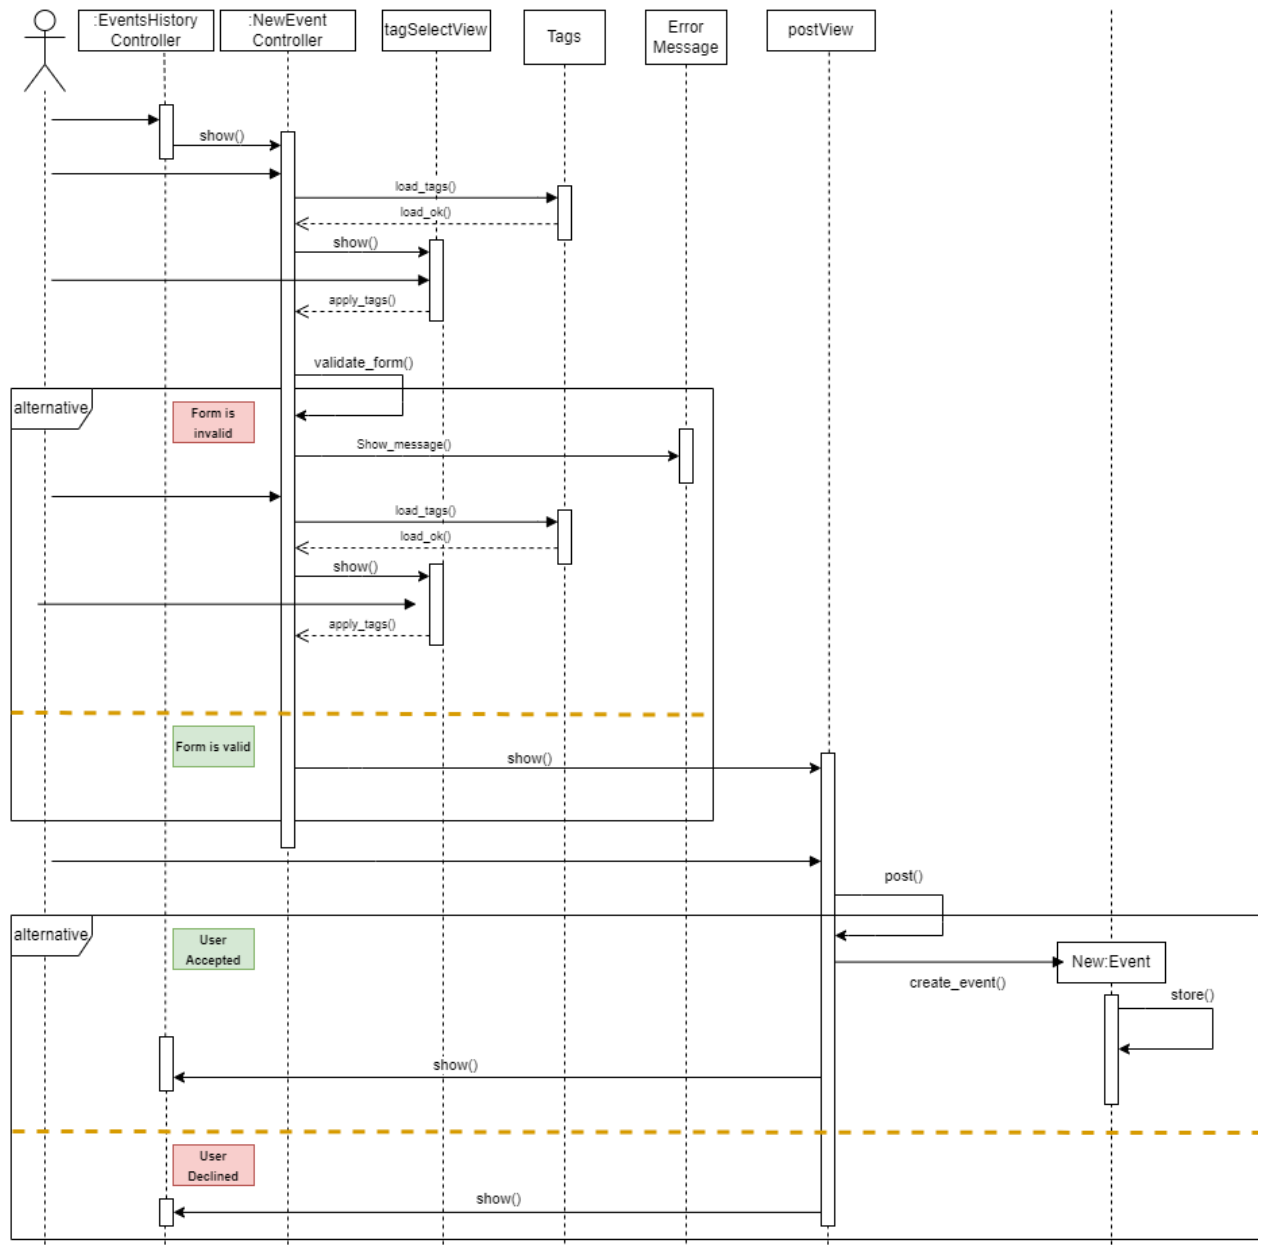 :EventsHistory
Controller
:NewEvent
Controller
tagSelectView
Tags
Error
Message
postView
show()
load_tags()
load_ok()
show()
apply_tags()
validate_form()
alternative
Form is
invalid
Show_message()
load_tags()
load_ok()
show()
apply_tags()
Form is valid
show()
post()
alternative
User
Accepted
New:Event
create_event()
store()
show()
User
Declined
show()